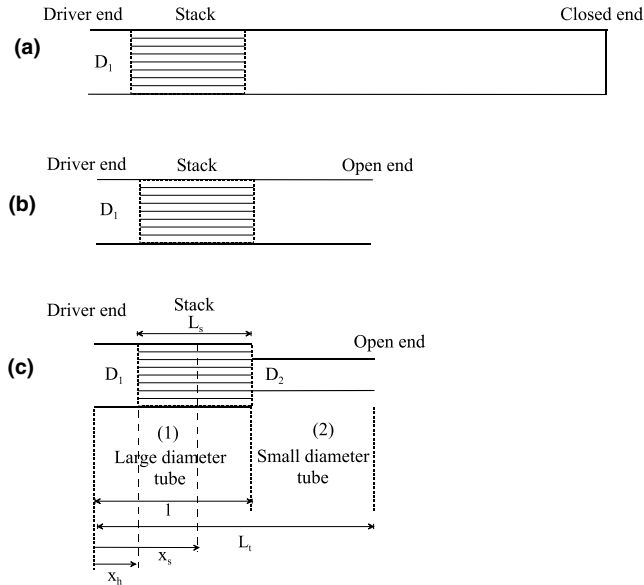 Driver end Stack Closed end
(a)
D1
Driver end Stack Open end
(b)
D1
Driver end Stack
Ls
Open end
(c)
D1 D2
(1) (2)
Large diameter Small diameter
tube tube
l
Lt
xs
xh